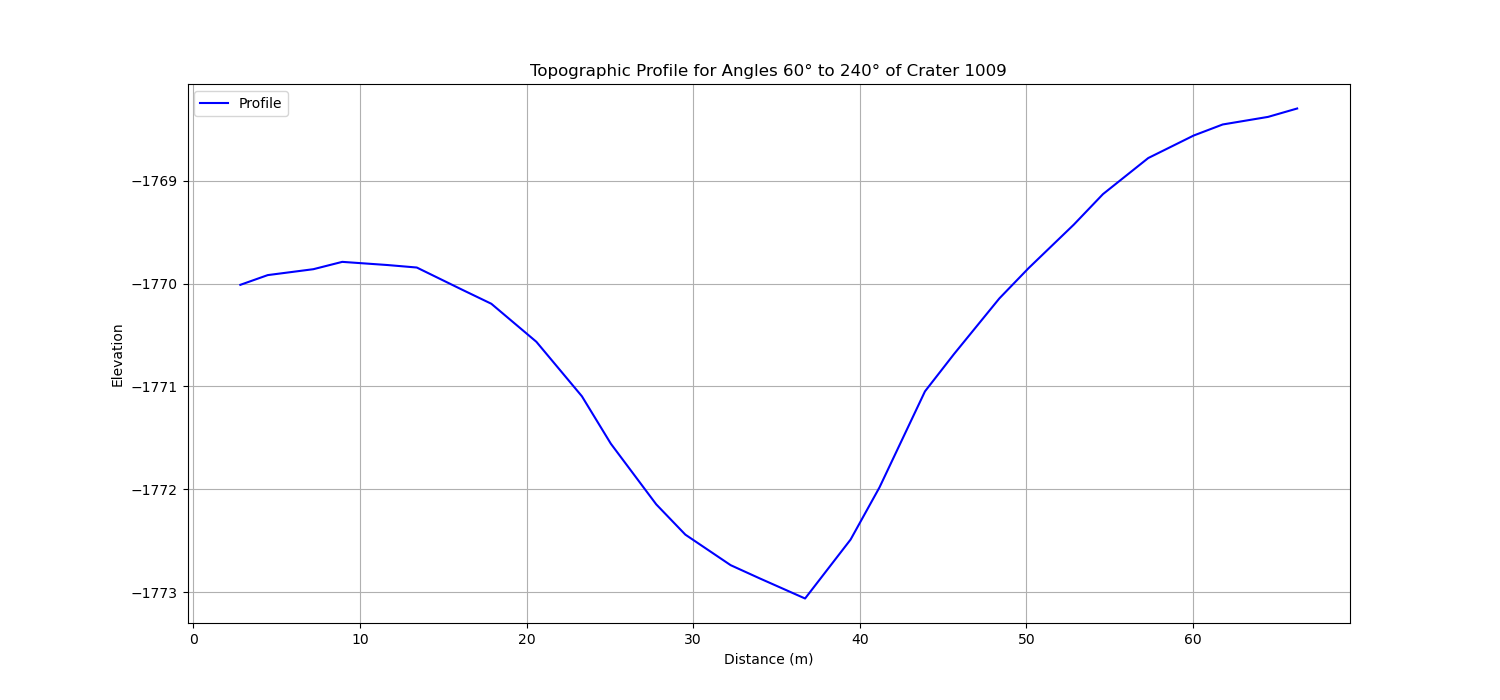 Topographic Profile for Angles 60° to 240° of Crater 1009
Profile
Elevation
−1769
−1770
−1771
−1772
−1773
0 10 20 30 40 50 60
Distance (m)